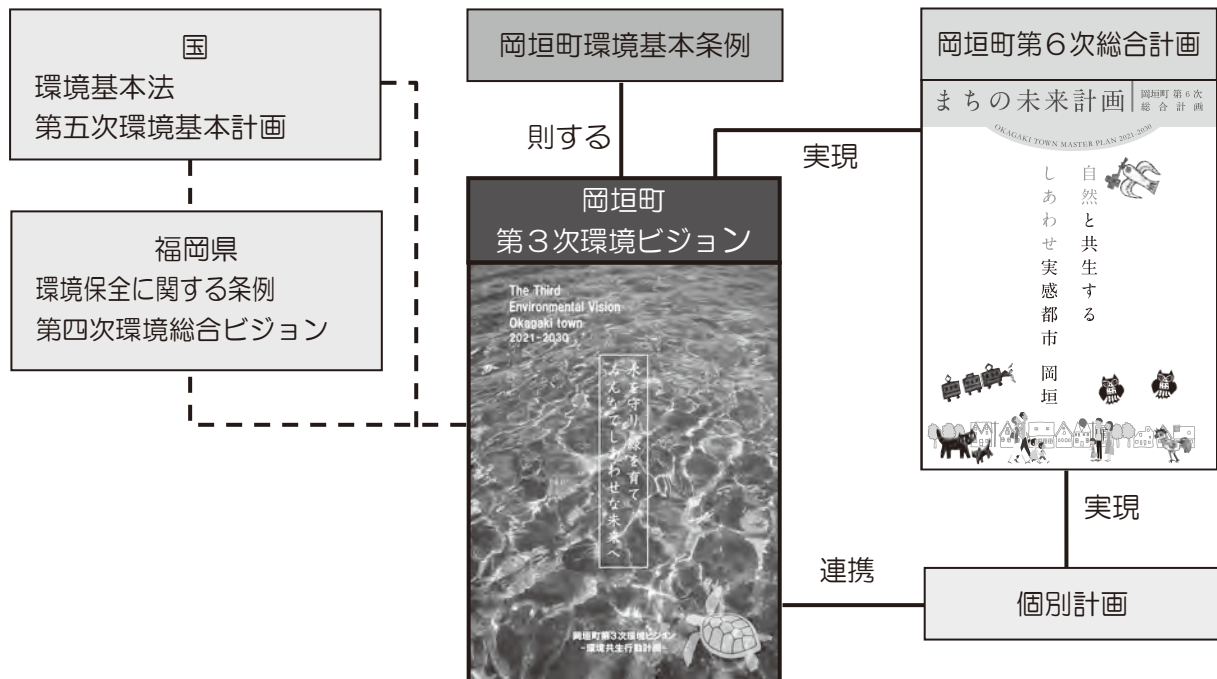 国
環境基本法
第五次環境基本計画
福岡県
環境保全に関する条例
第四次環境総合ビジョン
岡垣町環境基本条例
則する
実現
岡垣町
第3次環境ビジョン
The Third
Environmental Vision
Okagaki town
2021-2030
水を守り 緑を育て
みんなでしあわせな未来へ
岡垣町第3次環境ビジョン
-環境共生行動計画-
岡垣町第6次総合計画
まちの未来計画
岡垣町第6次
総合計画
OKAGAKI TOWN MASTER PLAN 2021-2030
自然と共生する
しあわせ実感都市 岡垣
実現
連携
個別計画